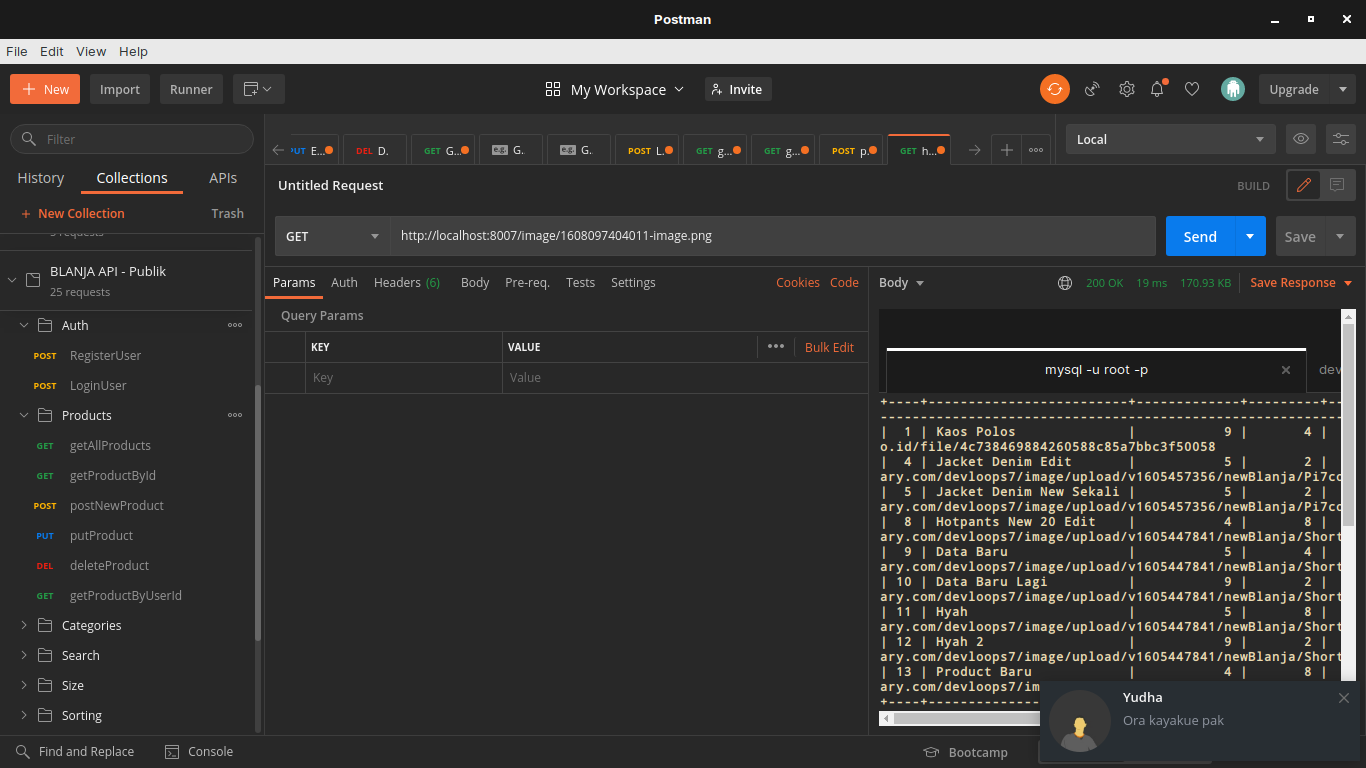 Postman
File Edit View Help
New Import Runner My Workspace Invite Upgrade
Filter
History Collections APIs
New Collection Trash
BLANJA API - Publik
25 requests
Auth
POST RegisterUser
POST LoginUser
Products
GET getAllProducts
GET getProductById
POST postNewProduct
PUT putProduct
DEL deleteProduct
GET getProductByUserId
Categories
Search
Size
Sorting
E... DEL D. GET G... e.g. G. e.g. G. POST L. GET g... GET g... POST p. GET h...
Local
Untitled Request BUILD
GET http://localhost:8007/image/1608097404011-image.png Send Save
Params Auth Headers (6) Body Pre-req. Tests Settings Cookies Code
Query Params
KEY VALUE ••• Bulk Edit
Key Value
Body 200 OK 19 ms 170.93 KB Save Response
mysql -u root -p dev
+----+-------------------------+-------------+---------+--
----------------------------------------------------------
| 1 | Kaos Polos | 9 | 4 |
o.id/file/4c738469884260588c85a7bbc3f50058
| 4 | Jacket Denim Edit | 5 | 2 |
ary.com/devloops7/image/upload/v1605457356/newBlanja/Pi7co
| 5 | Jacket Denim New Sekali | 5 | 2 |
ary.com/devloops7/image/upload/v1605457356/newBlanja/Pi7co
| 8 | Hotpants New 20 Edit | 4 | 8 |
ary.com/devloops7/image/upload/v1605447841/newBlanja/Short
| 9 | Data Baru | 5 | 4 |
ary.com/devloops7/image/upload/v1605447841/newBlanja/Short
| 10 | Data Baru Lagi | 9 | 2 |
ary.com/devloops7/image/upload/v1605447841/newBlanja/Short
| 11 | Hyah | 5 | 8 |
ary.com/devloops7/image/upload/v1605447841/newBlanja/Short
| 12 | Hyah 2 | 9 | 2 |
ary.com/devloops7/image/upload/v1605447841/newBlanja/Short
| 13 | Product Baru | 4 | 8 |
ary.com/devloops7/im
+----+--------------
Yudha
Ora kayakue pak
Find and Replace Console Bootcamp